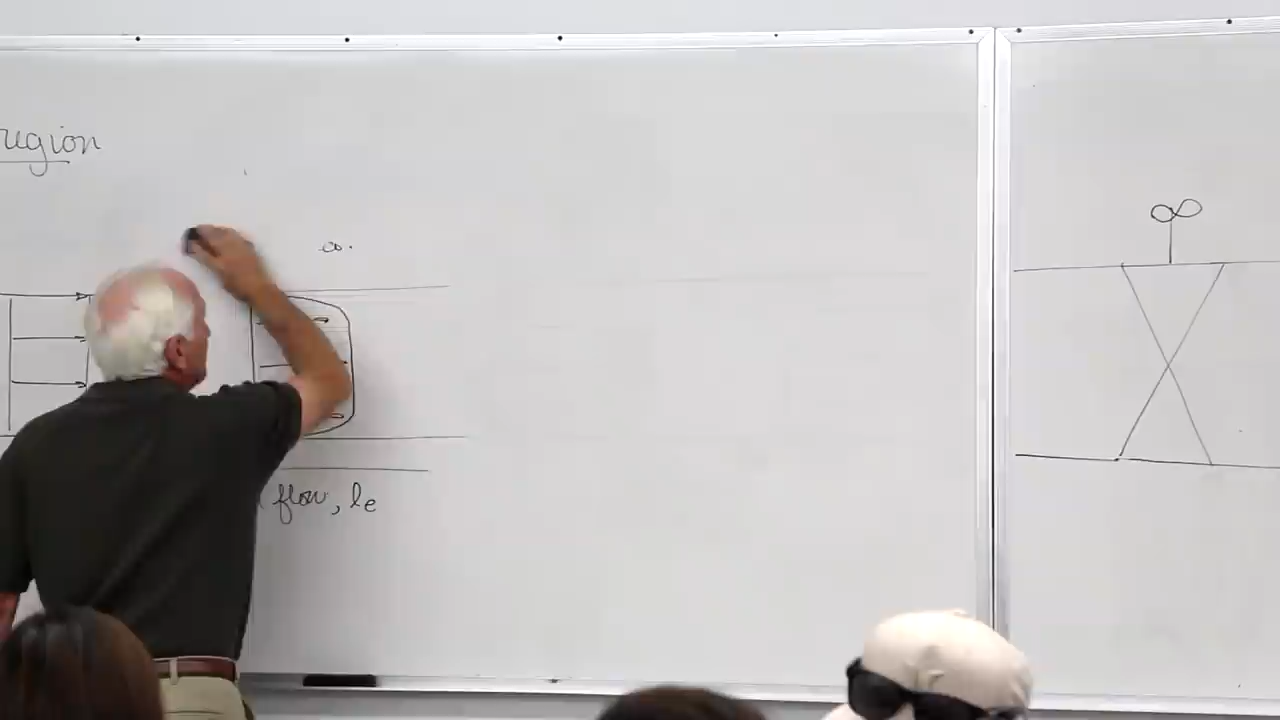 region
flow, le
∞